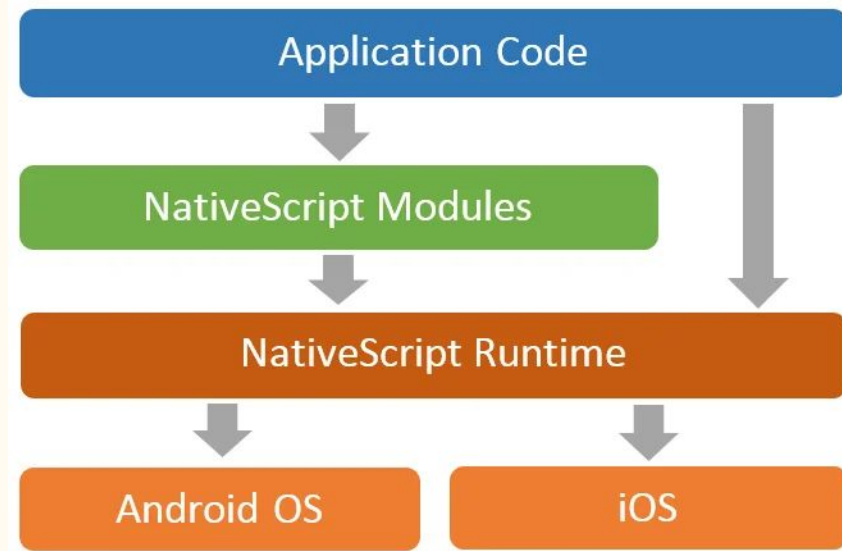 Application Code
NativeScript Modules
NativeScript Runtime
Android OS
iOS